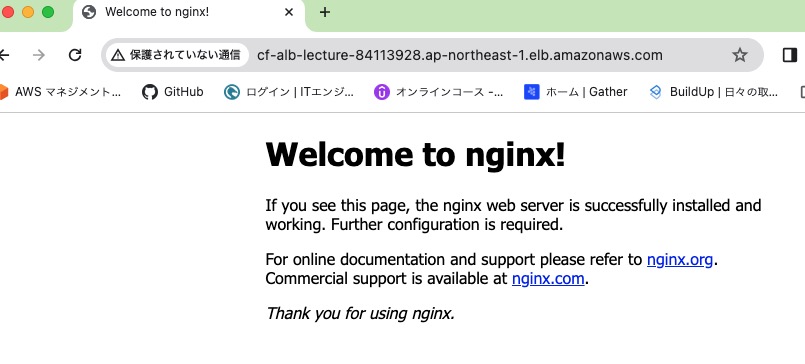 Welcome to nginx!
保護されていない通信 cf-alb-lecture-84113928.ap-northeast-1.elb.amazonaws.com
AWS マネジメント... GitHub ログイン | ITエンジ... オンラインコース -... ホーム | Gather BuildUp | 日々の取...
Welcome to nginx!
If you see this page, the nginx web server is successfully installed and
working. Further configuration is required.
For online documentation and support please refer to nginx.org.
Commercial support is available at nginx.com.
Thank you for using nginx.